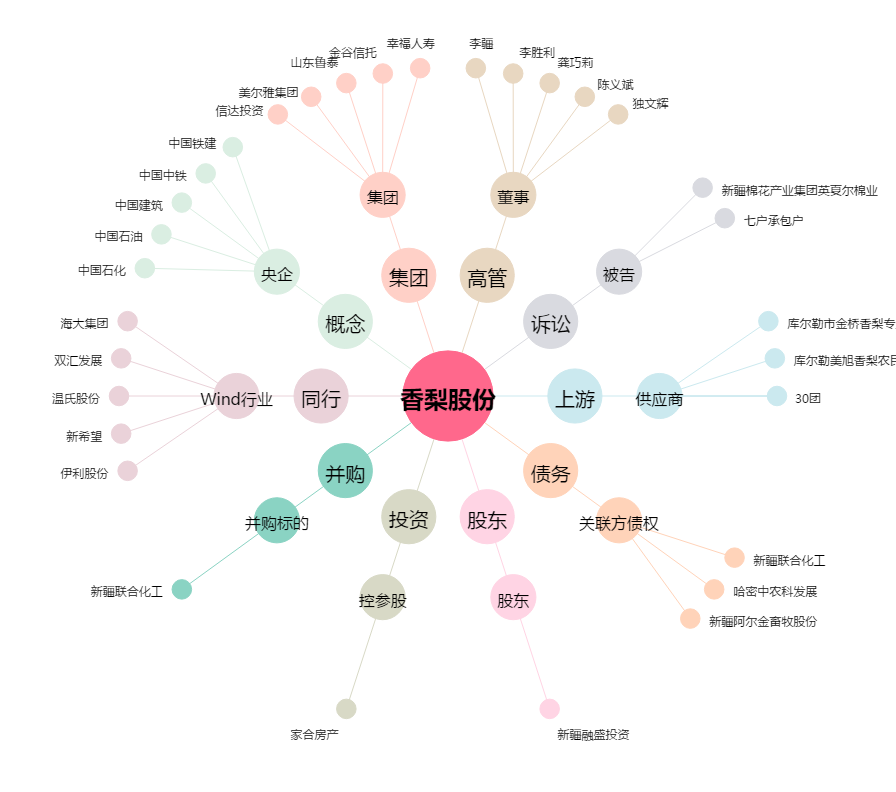 李骊
幸福人寿
金谷信托
李胜利
山东鲁泰
龚巧莉
美尔雅集团
陈义斌
信达投资
独文辉
中国铁建
中国中铁
集团
董事
新疆棉花产业集团英夏尔棉业
中国建筑
七户承包户
中国石油
中国石化
央企
集团
高管
被告
海大集团
概念
诉讼
库尔勒市金桥香梨专
双汇发展
库尔勒美旭香梨农民
温氏股份
Wind行业
同行
香梨股份
上游
供应商
30团
新希望
伊利股份
并购
债务
并购标的
投资
股东
关联方债权
新疆联合化工
新疆联合化工
哈密中农科发展
控参股
股东
新疆阿尔金畜牧股份
家合房产
新疆融盛投资